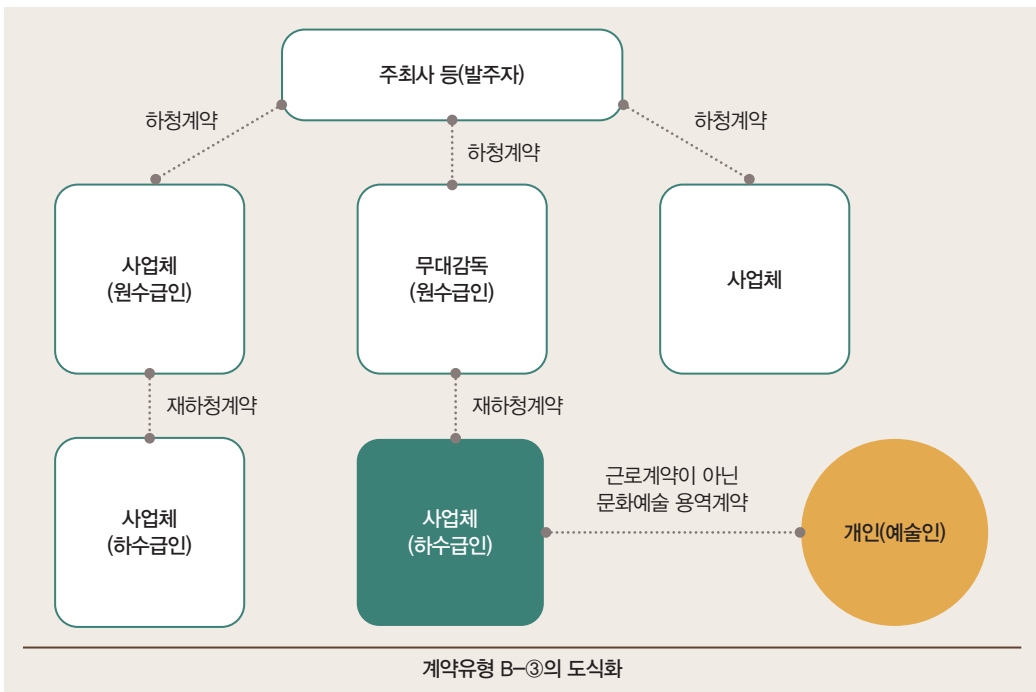 주최사 등(발주자)
하청계약
하청계약
하청계약
사업체
(원수급인)
무대감독
(원수급인)
사업체
재하청계약
재하청계약
사업체
(하수급인)
사업체
(하수급인)
근로계약이 아닌
문화예술 용역계약
개인(예술인)
계약유형 B-③의 도식화